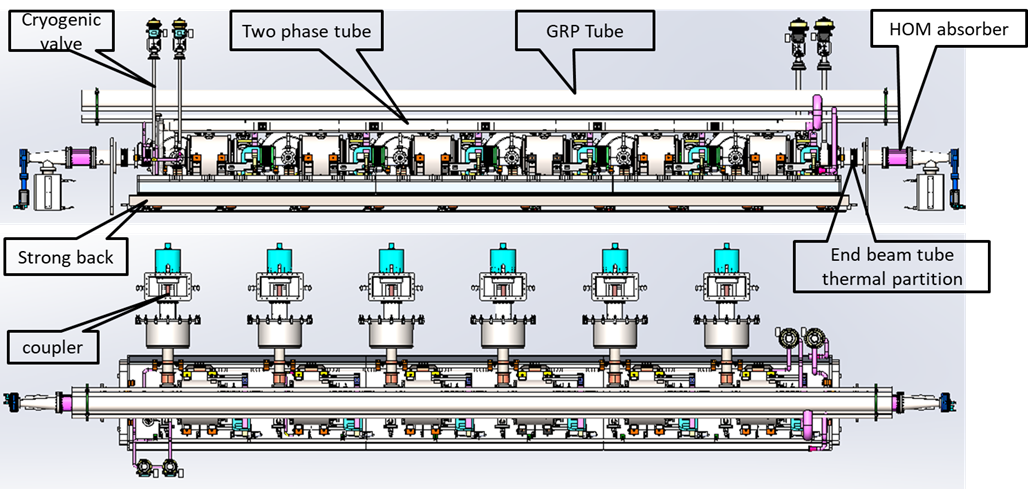 Cryogenic
valve
Two phase tube
GRP Tube
HOM absorber
Strong back
End beam tube
thermal partition
coupler